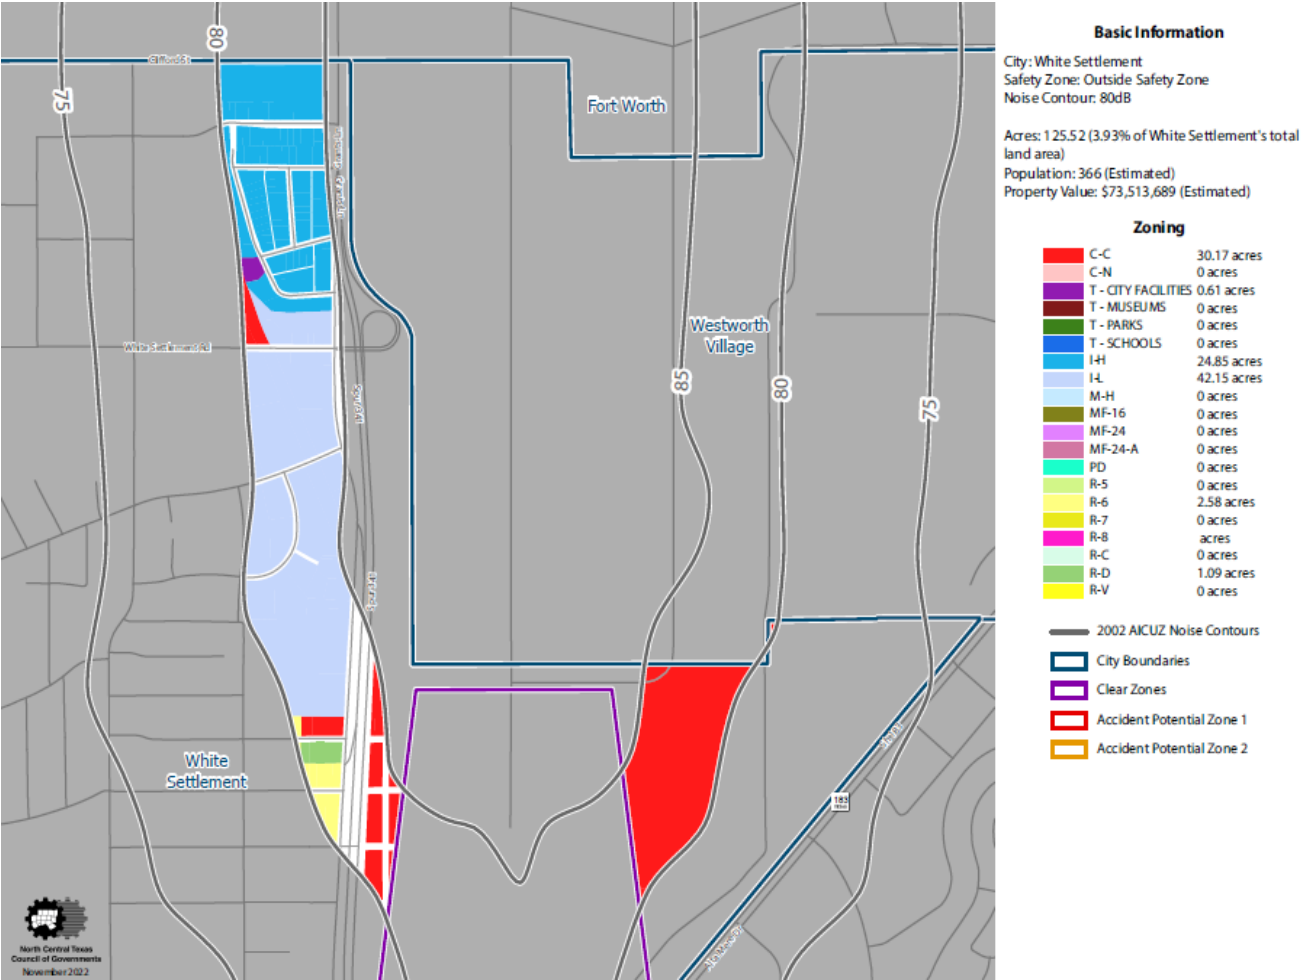 Basic Information
City: White Settlement
Safety Zone: Outside Safety Zone
Noise Contour: 80dB
Acres: 125.52 (3.93% of White Settlement's total
land area)
Population: 366 (Estimated)
Property Value: $73,513,689 (Estimated)
Zoning
C-C 30.17 acres
C-N 0 acres
T - CITY FACILITIES 0.61 acres
T - MUSEUMS 0 acres
T - PARKS 0 acres
T - SCHOOLS 0 acres
I-H 24.85 acres
I-L 42.15 acres
M-H 0 acres
MF-16 0 acres
MF-24 0 acres
MF-24-A 0 acres
PD 0 acres
R-5 0 acres
R-6 2.58 acres
R-7 0 acres
R-8 acres
R-C 0 acres
R-D 1.09 acres
R-V 0 acres
2002 AICUZ Noise Contours
City Boundaries
Clear Zones
Accident Potential Zone 1
Accident Potential Zone 2
80
Clifford St
75
Fort Worth
Westworth
Village
White Settlement Rd
85
80
75
White
Settlement
183
North Central Texas
Council of Governments
November 2022